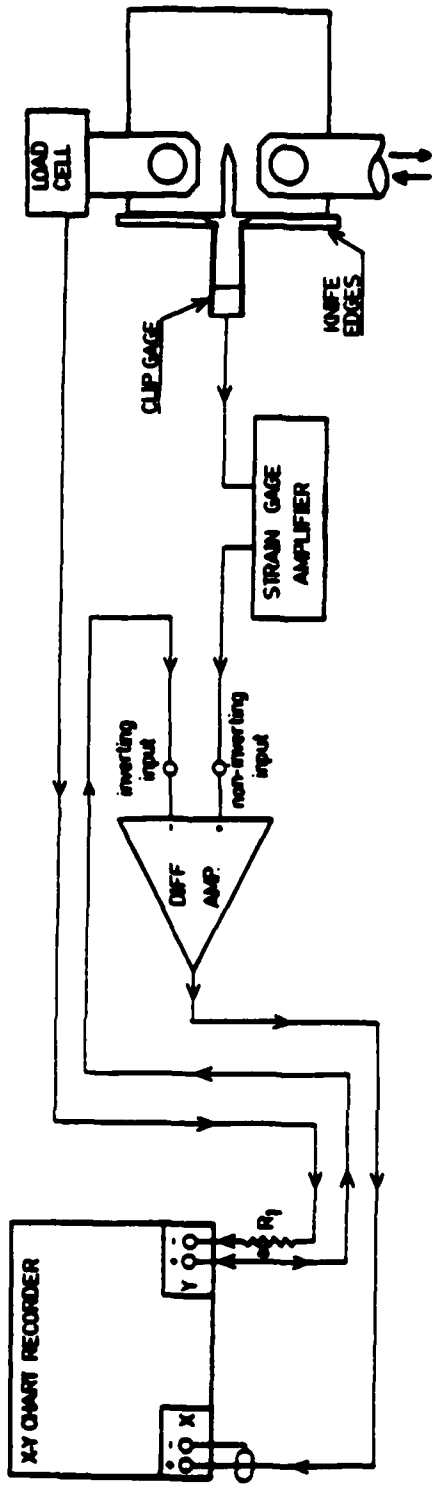 X-Y CHART RECORDER
+ - X
Y + -
R1
DIFF
AMP.
-
+
inverting
input
non-inverting
input
STRAIN GAGE
AMPLIFIER
CLIP GAGE
LOAD
CELL
KNIFE
EDGES